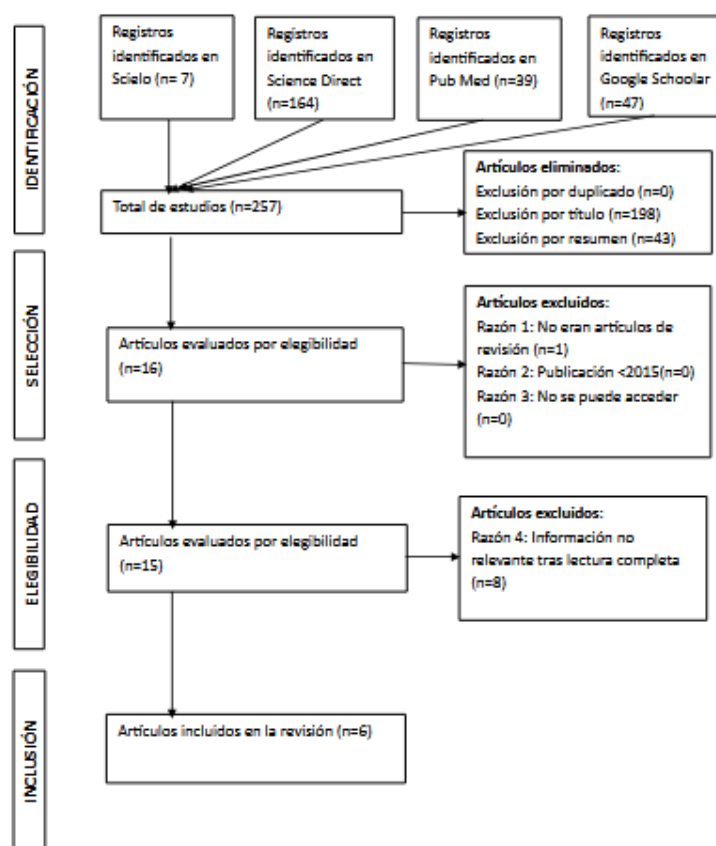 IDENTIRCACIÓN
Registros
identificados en
Scielo (n= 7)
Registros
identificados en
Science Direct
(n=164)
Registros
identificados en
Pub Med (n=39)
Registros
identificados en
Google Schoolar
(n=47)
Total de estudios (n=257)
Artículos eliminados:
Exclusión por duplicado (n=0)
Exclusión por título (n=198)
Exclusión por resumen (n=43)
SELECCIÓN
Artículos evaluados por elegibilidad
(n=16)
Artículos excluidos:
Razón 1: No eran artículos de
revisión (n=1)
Razón 2: Publicación <2015(n=0)
Razón 3: No se puede acceder
(n=0)
ELEGIBILIDAD
Artículos evaluados por elegibilidad
(n=15)
Artículos excluidos:
Razón 4: Información no
relevante tras lectura completa
(n=8)
INCLUSIÓN
Artículos incluidos en la revisión (n=6)